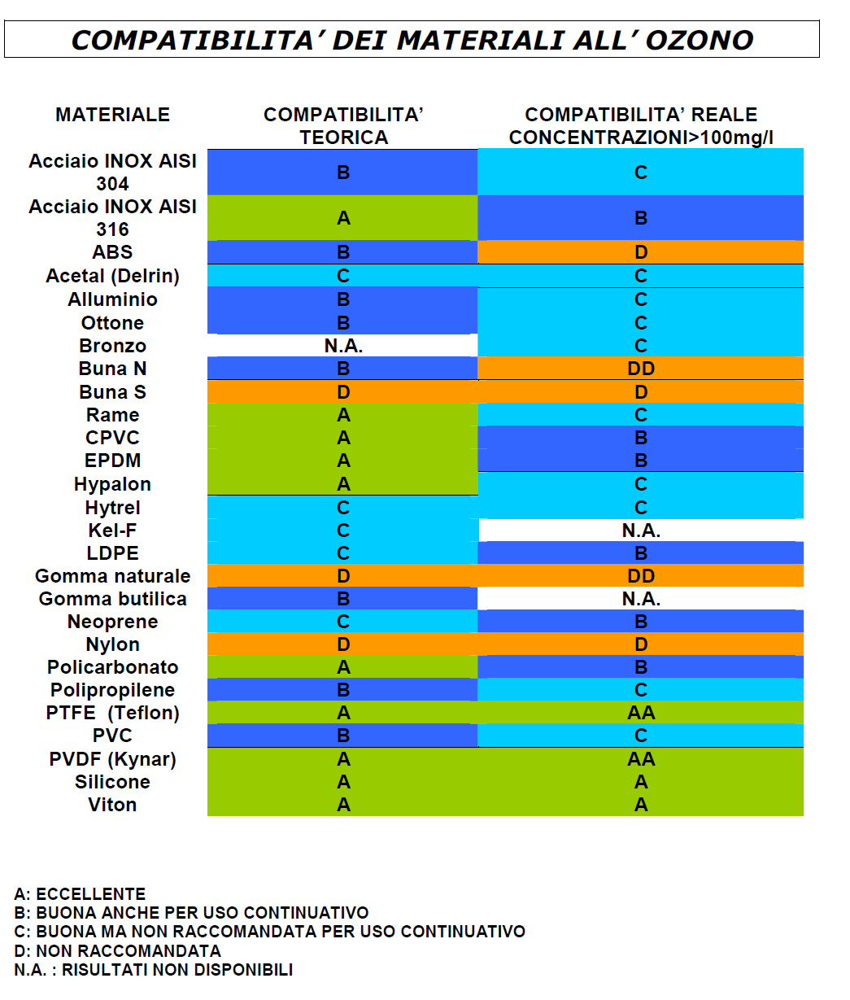 COMPATIBILITA’ DEI MATERIALI ALL’ OZONO
MATERIALE COMPATIBILITA’ COMPATIBILITA’ REALE
TEORICA CONCENTRAZIONI>100mg/l
Acciaio INOX AISI
304 B C
Acciaio INOX AISI
316 A B
ABS B D
Acetal (Delrin) C C
Alluminio B C
Ottone B C
Bronzo N.A. C
Buna N B DD
Buna S D D
Rame A C
CPVC A B
EPDM A B
Hypalon A C
Hytrel C C
Kel-F C N.A.
LDPE C B
Gomma naturale D DD
Gomma butilica B N.A.
Neoprene C B
Nylon D D
Policarbonato A B
Polipropilene B C
PTFE (Teflon) A AA
PVC B C
PVDF (Kynar) A AA
Silicone A A
Viton A A
A: ECCELLENTE
B: BUONA ANCHE PER USO CONTINUATIVO
C: BUONA MA NON RACCOMANDATA PER USO CONTINUATIVO
D: NON RACCOMANDATA
N.A. : RISULTATI NON DISPONIBILI